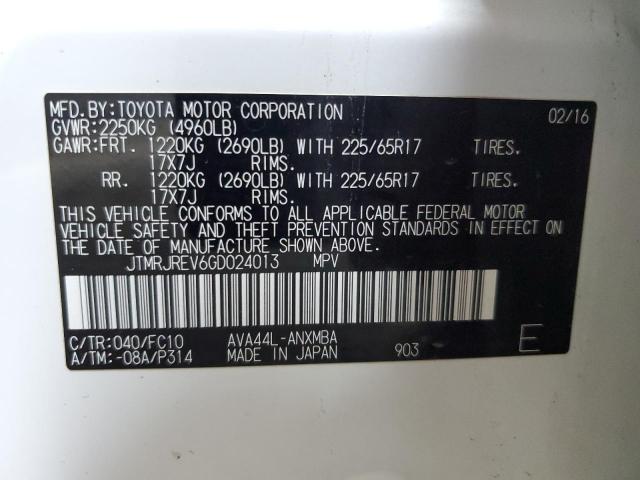 MFD.BY:TOYOTA MOTOR CORPORATION 02/16
GVWR:2250KG (4960LB)
GAWR:FRT. 1220KG (2690LB) WITH 225/65R17 TIRES.
17X7J RIMS.
RR. 1220KG (2690LB) WITH 225/65R17 TIRES.
17X7J RIMS.
THIS VEHICLE CONFORMS TO ALL APPLICABLE FEDERAL MOTOR
VEHICLE SAFETY AND THEFT PREVENTION STANDARDS IN EFFECT ON
THE DATE OF MANUFACTURE SHOWN ABOVE.
JTMRJREV6GD024013 MPV
C/TR:040/FC10 AVA44L-ANXMBA
A/TM:-08A/P314 MADE IN JAPAN 903 E